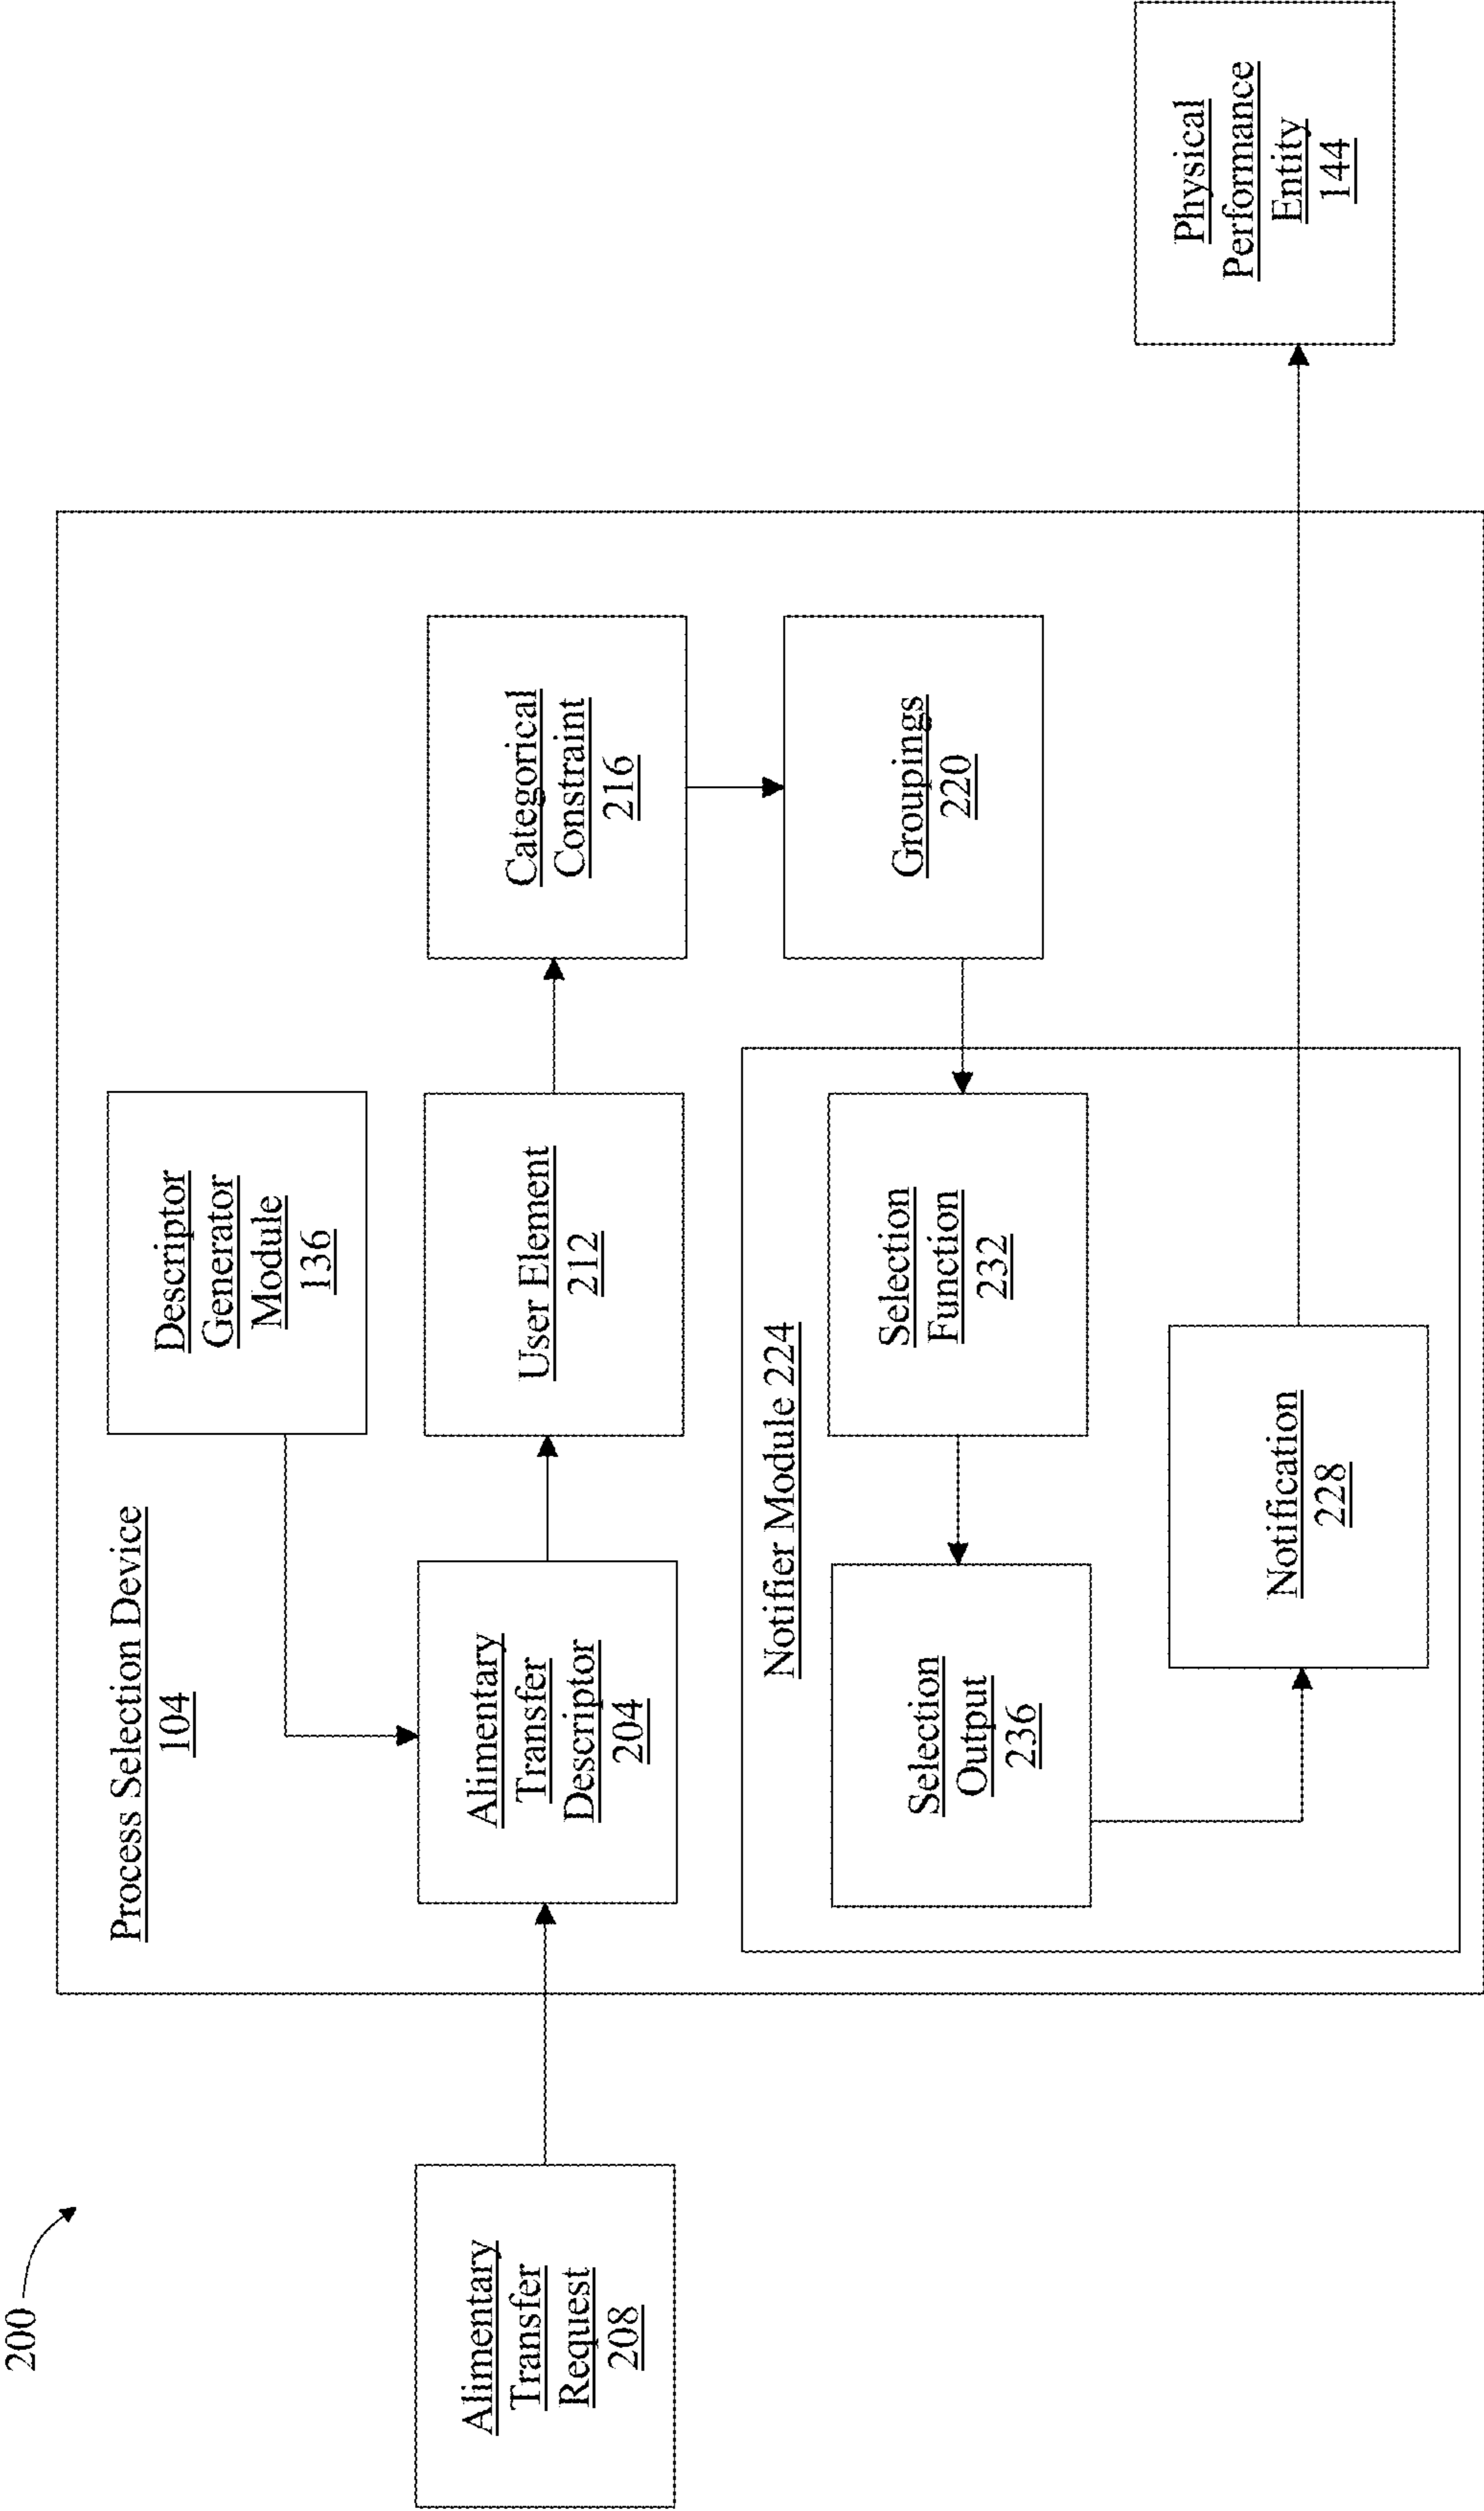 200
Alimentary
Transfer
Request
208
Process Selection Device
104
Descriptor
Generator
Module
136
Alimentary
Transfer
Descriptor
204
User Element
212
Categorical
Constraint
216
Groupings
220
Notifier Module 224
Selection
Function
232
Selection
Output
236
Notification
228
Physical
Performance
Entity
144